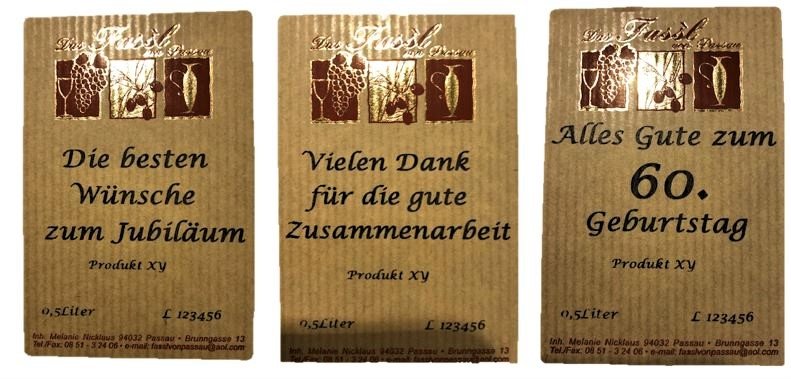 Das Fassl
von Passau
Die besten
Wünsche
zum Jubiläum
Produkt XY
0,5Liter L 123456
Inh. Melanie Nicklaus 94032 Passau • Brunngasse 13
Tel./Fax: 08 51 - 3 24 06 • e-mail: fasslvonpassau@aol.com
Das Fassl
von Passau
Vielen Dank
für die gute
Zusammenarbeit
Produkt XY
0,5Liter L 123456
Inh. Melanie Nicklaus 94032 Passau • Brunngasse 13
Tel./Fax: 08 51 - 3 24 06 • e-mail: fasslvonpassau@aol.com
Das Fassl
von Passau
Alles Gute zum
60.
Geburtstag
Produkt XY
0,5Liter L 123456
Inh. Melanie Nicklaus 94032 Passau • Brunngasse 13
Tel./Fax: 08 51 - 3 24 06 • e-mail: fasslvonpassau@aol.com